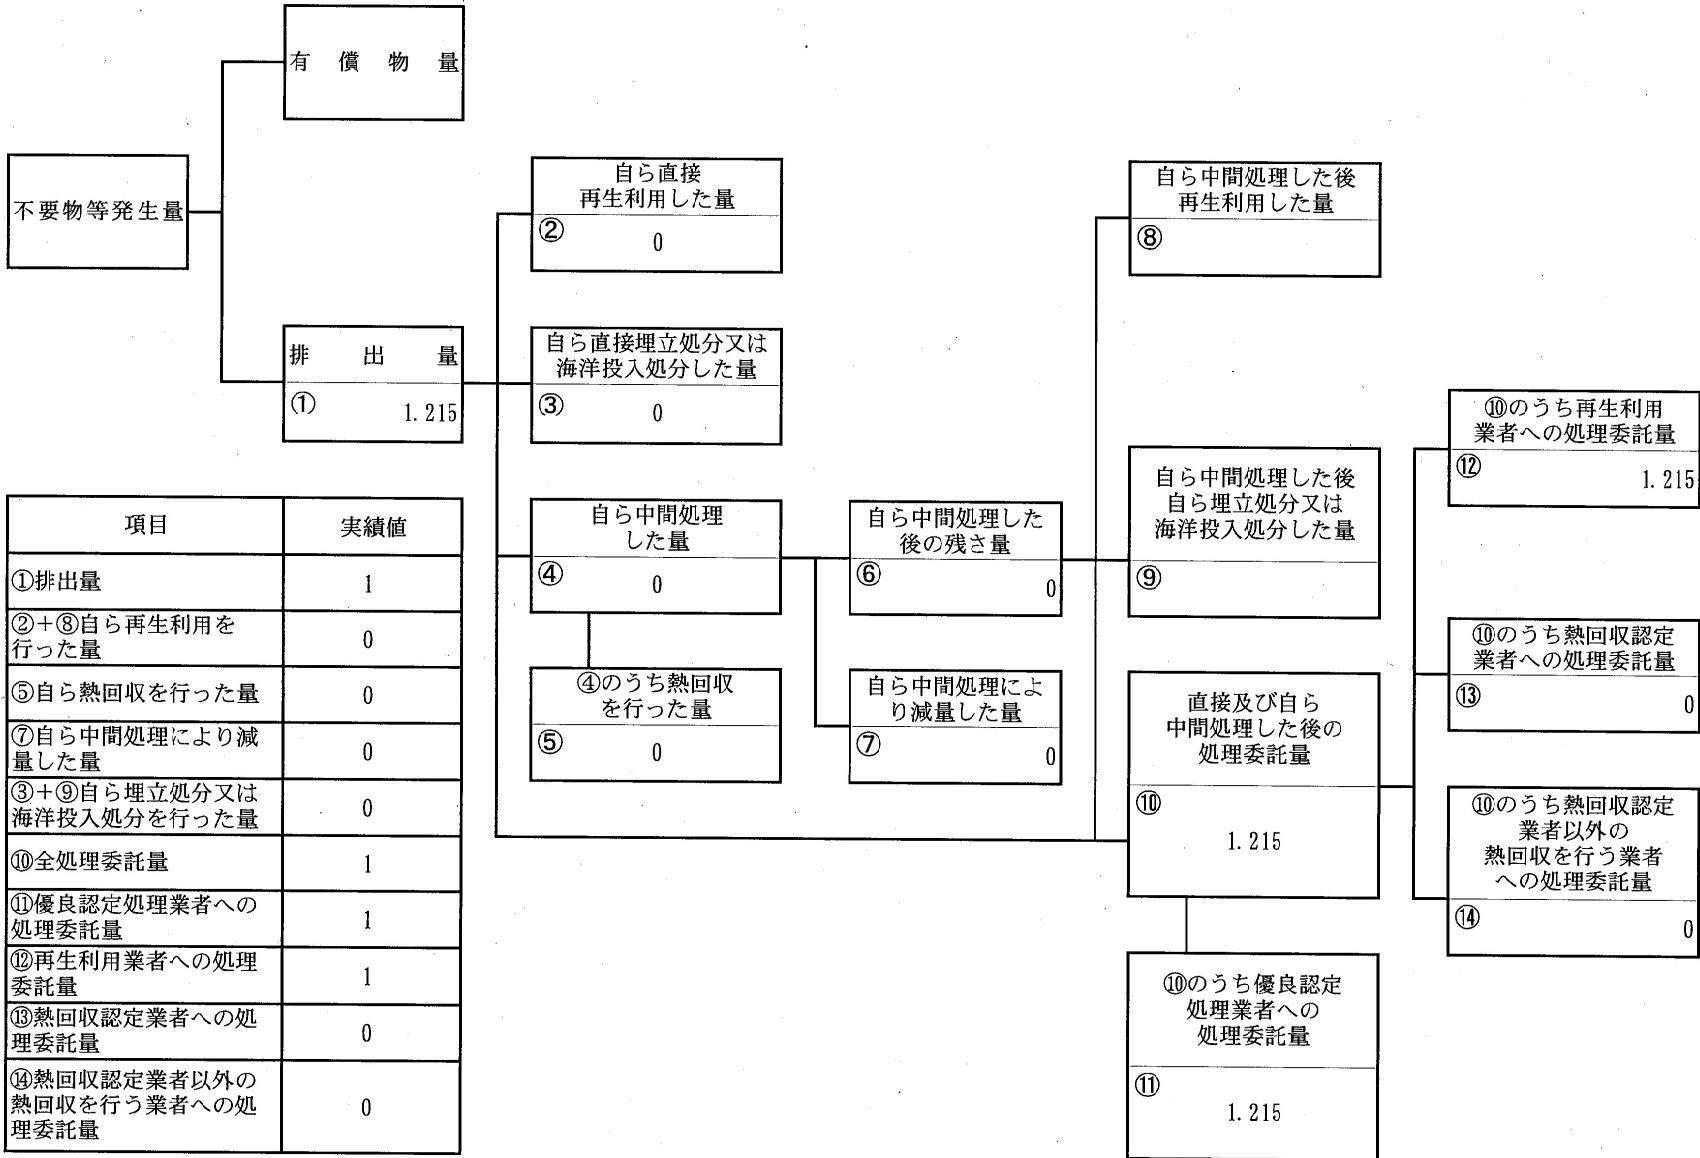 有償物量
不要物等発生量
排出量
① 1.215
自ら直接
再生利用した量
② 0
自ら直接埋立処分又は
海洋投入処分した量
③ 0
自ら中間処理
した量
④ 0
④のうち熱回収
を行った量
⑤ 0
自ら中間処理した
後の残さ量
⑥ 0
自ら中間処理によ
り減量した量
⑦ 0
自ら中間処理した後
再生利用した量
⑧
自ら中間処理した後
自ら埋立処分又は
海洋投入処分した量
⑨
直接及び自ら
中間処理した後の
処理委託量
⑩
1.215
⑩のうち優良認定
処理業者への
処理委託量
⑪
1.215
⑩のうち再生利用
業者への処理委託量
⑫ 1.215
⑩のうち熱回収認定
業者への処理委託量
⑬ 0
⑩のうち熱回収認定
業者以外の
熱回収を行う業者
への処理委託量
⑭ 0
項目 実績値
①排出量 1
②+⑧自ら再生利用を
行った量 0
⑤自ら熱回収を行った量 0
⑦自ら中間処理により減
量した量 0
③+⑨自ら埋立処分又は
海洋投入処分を行った量 0
⑩全処理委託量 1
⑪優良認定処理業者への
処理委託量 1
⑫再生利用業者への処理
委託量 1
⑬熱回収認定業者への処
理委託量 0
⑭熱回収認定業者以外の
熱回収を行う業者への処 0
理委託量